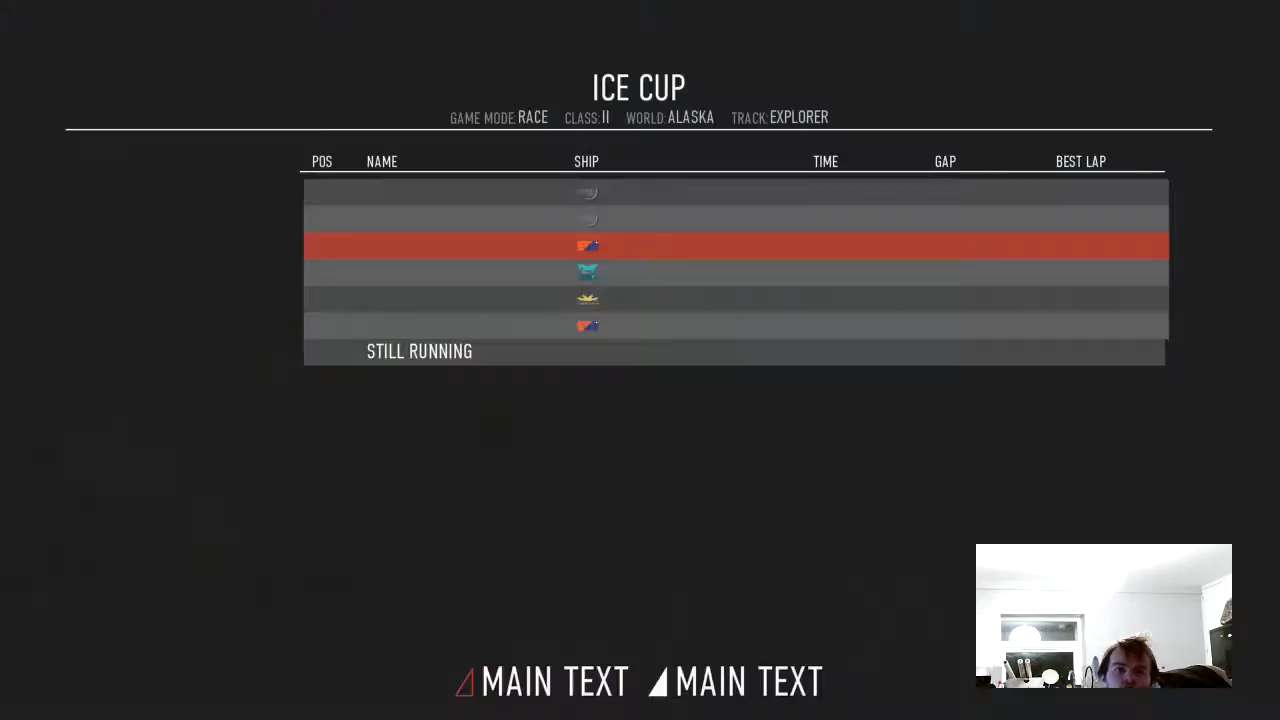 ICE CUP
GAME MODE: RACE CLASS: II WORLD: ALASKA TRACK: EXPLORER
POS NAME SHIP TIME GAP BEST LAP
STILL RUNNING
MAIN TEXT MAIN TEXT